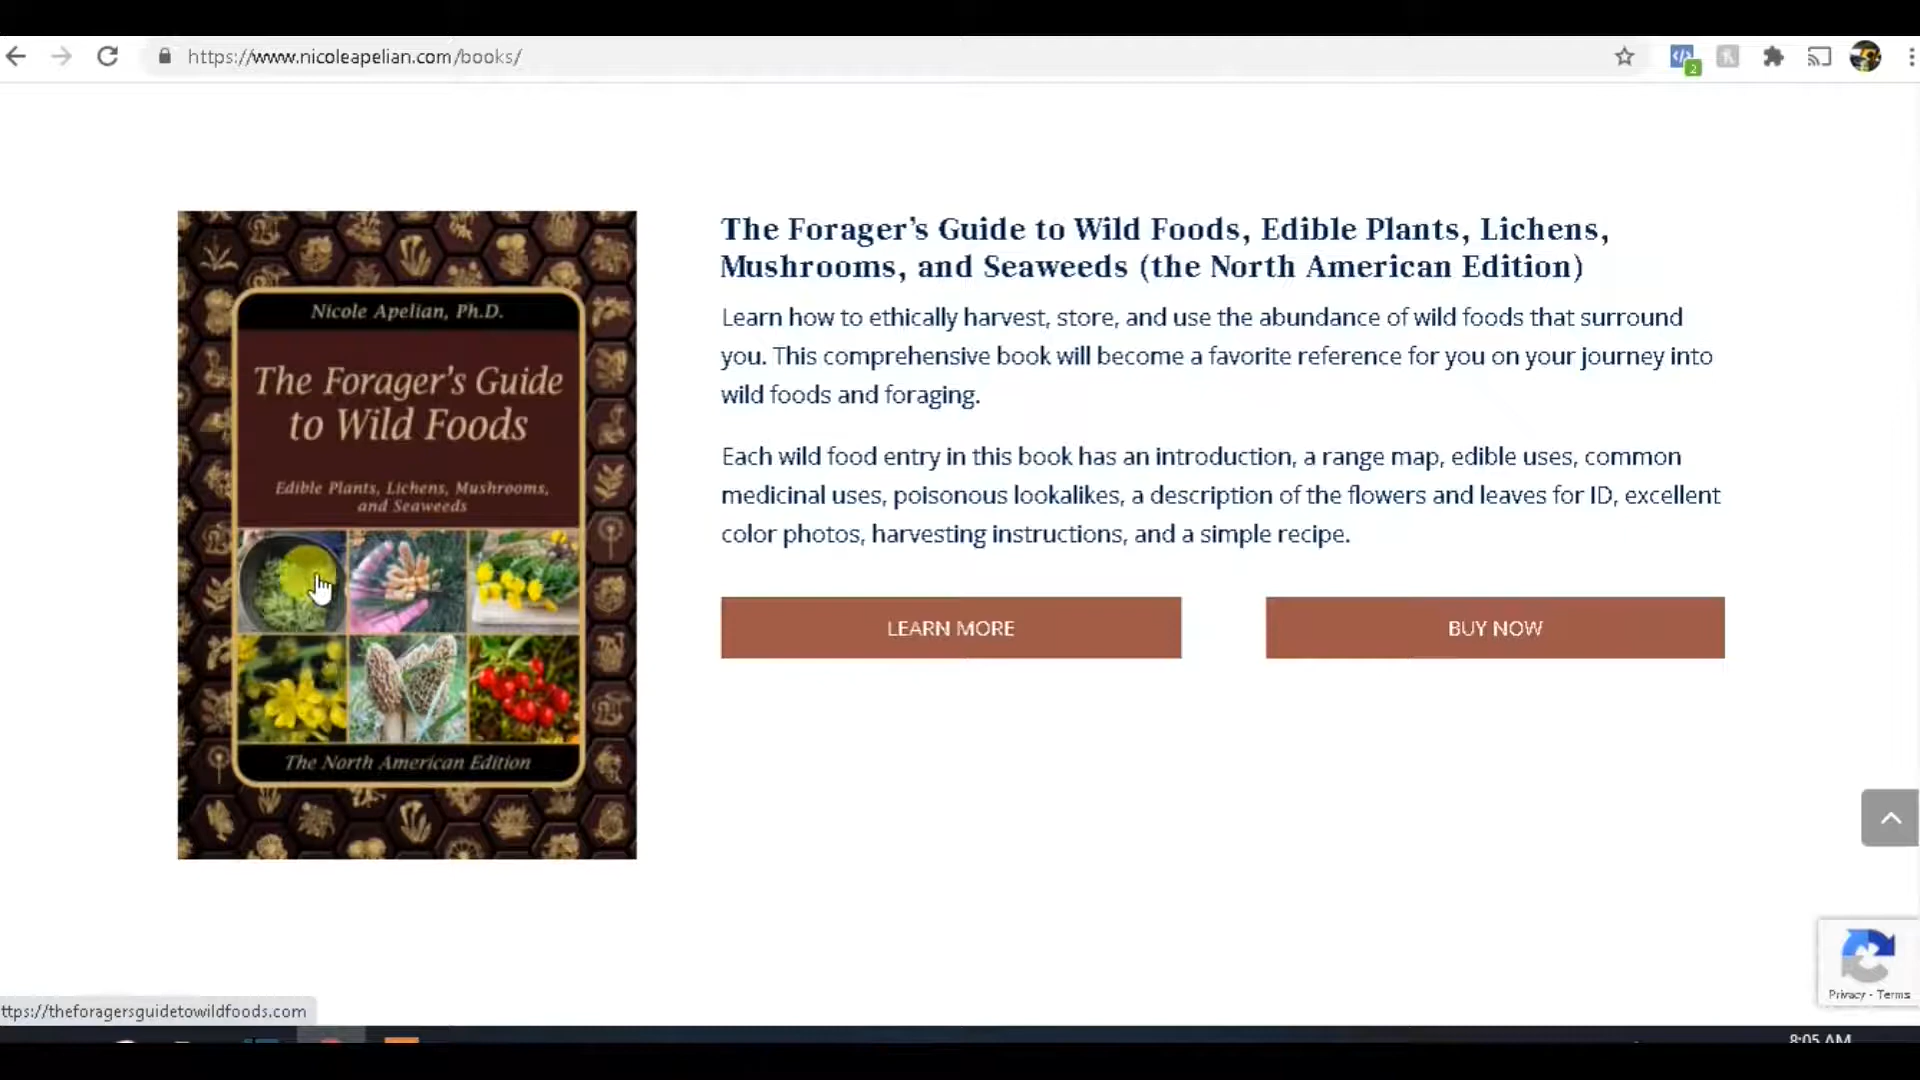 https://www.nicoleapelian.com/books/
2
Nicole Apelian, Ph.D.
The Forager's Guide
to Wild Foods
Edible Plants, Lichens, Mushrooms,
and Seaweeds
The North American Edition
The Forager's Guide to Wild Foods, Edible Plants, Lichens,
Mushrooms, and Seaweeds (the North American Edition)
Learn how to ethically harvest, store, and use the abundance of wild foods that surround
you. This comprehensive book will become a favorite reference for you on your journey into
wild foods and foraging.
Each wild food entry in this book has an introduction, a range map, edible uses, common
medicinal uses, poisonous lookalikes, a description of the flowers and leaves for ID, excellent
color photos, harvesting instructions, and a simple recipe.
LEARN MORE
BUY NOW
Privacy - Terms
ttps://theforagersguidetowildfoods.com
8:05 AM